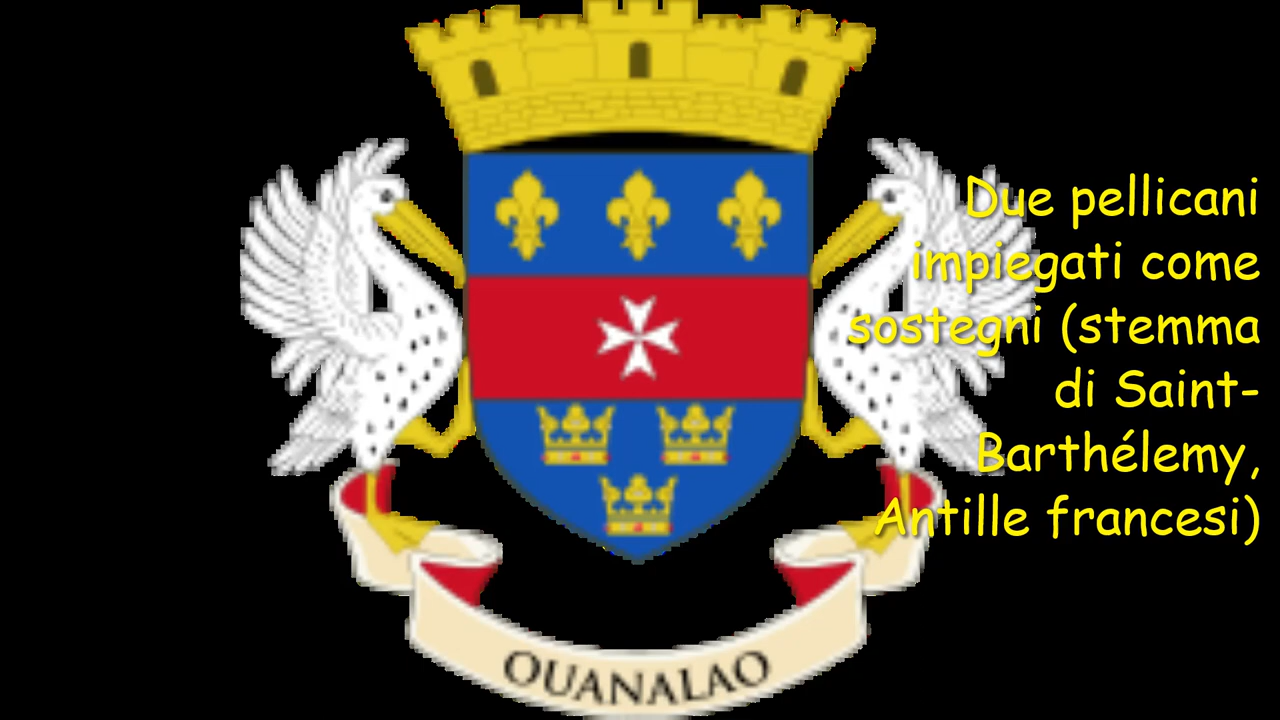 Due pellicani
impiegati come
sostegni (stemma
di Saint-
Barthélemy,
Antille francesi)
OUANALAO